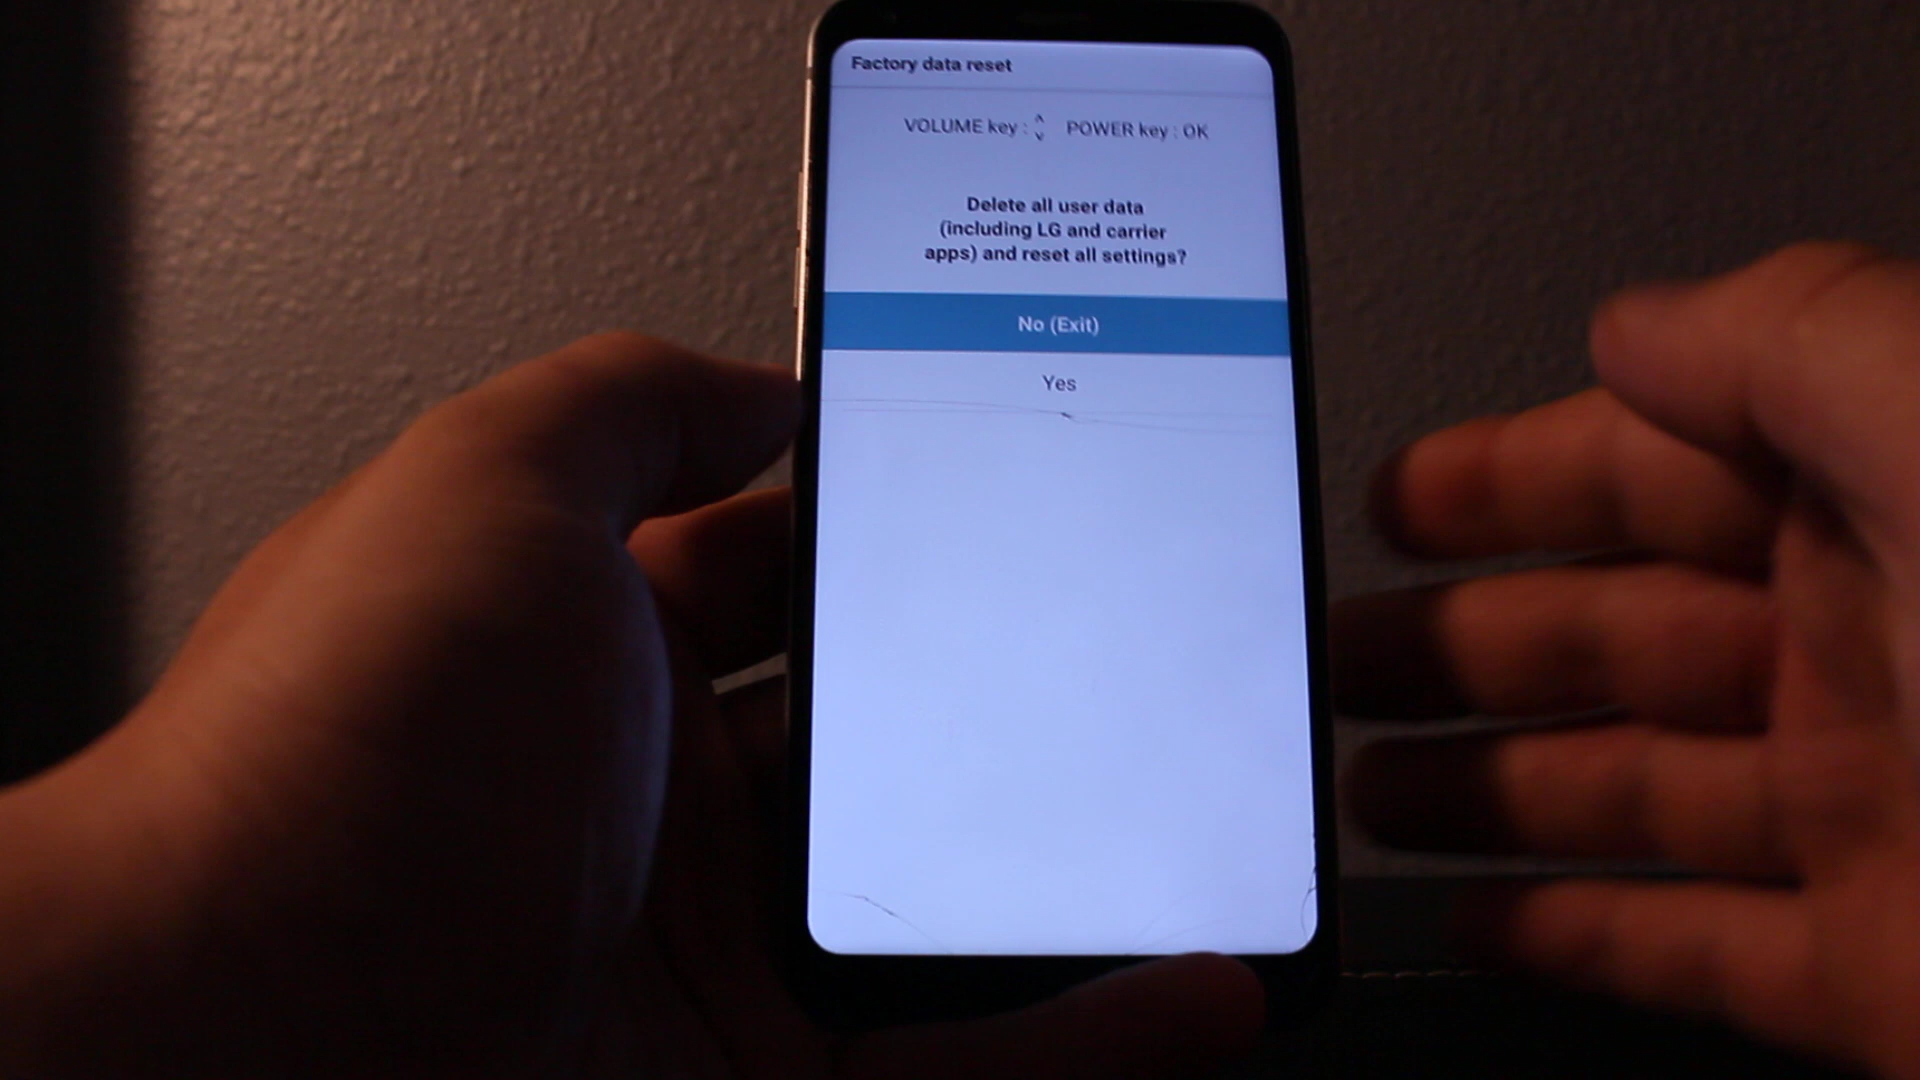 Factory data reset
VOLUME key : POWER key : OK
Delete all user data
(including LG and carrier
apps) and reset all settings?
No (Exit)
Yes